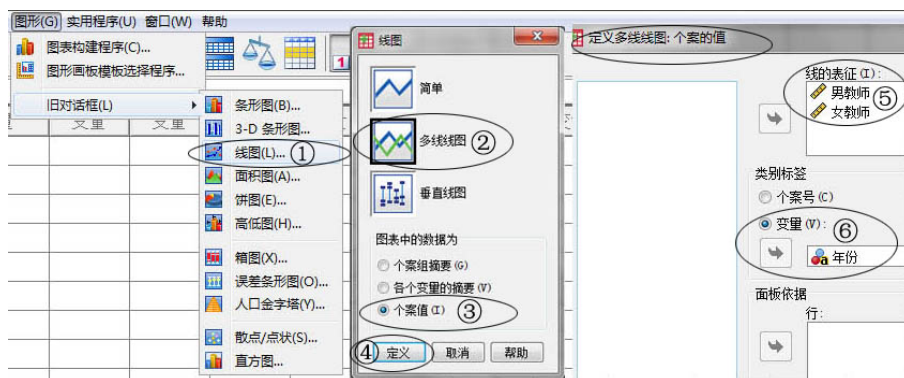 图形(G) 实用程序(U) 窗口(W) 帮助
图表构建程序(C)...
图形画板模板选择程序...
旧对话框(L)
变量 变量
条形图(B)...
3-D 条形图...
线图(L)... ①
面积图(A)...
饼图(E)...
高低图(H)...
箱图(X)...
误差条形图(O)...
人口金字塔(Y)...
散点/点状(S)...
直方图...
线图
简单
多线线图 ②
垂直线图
图表中的数据为
个案组摘要(G)
各个变量的摘要(V)
个案值(I) ③
④ 定义 取消 帮助
定义多线线图: 个案的值
线的表征(I):
男教师
女教师
⑤
类别标签
个案号(C)
变量(V): ⑥
年份
面板依据
行: